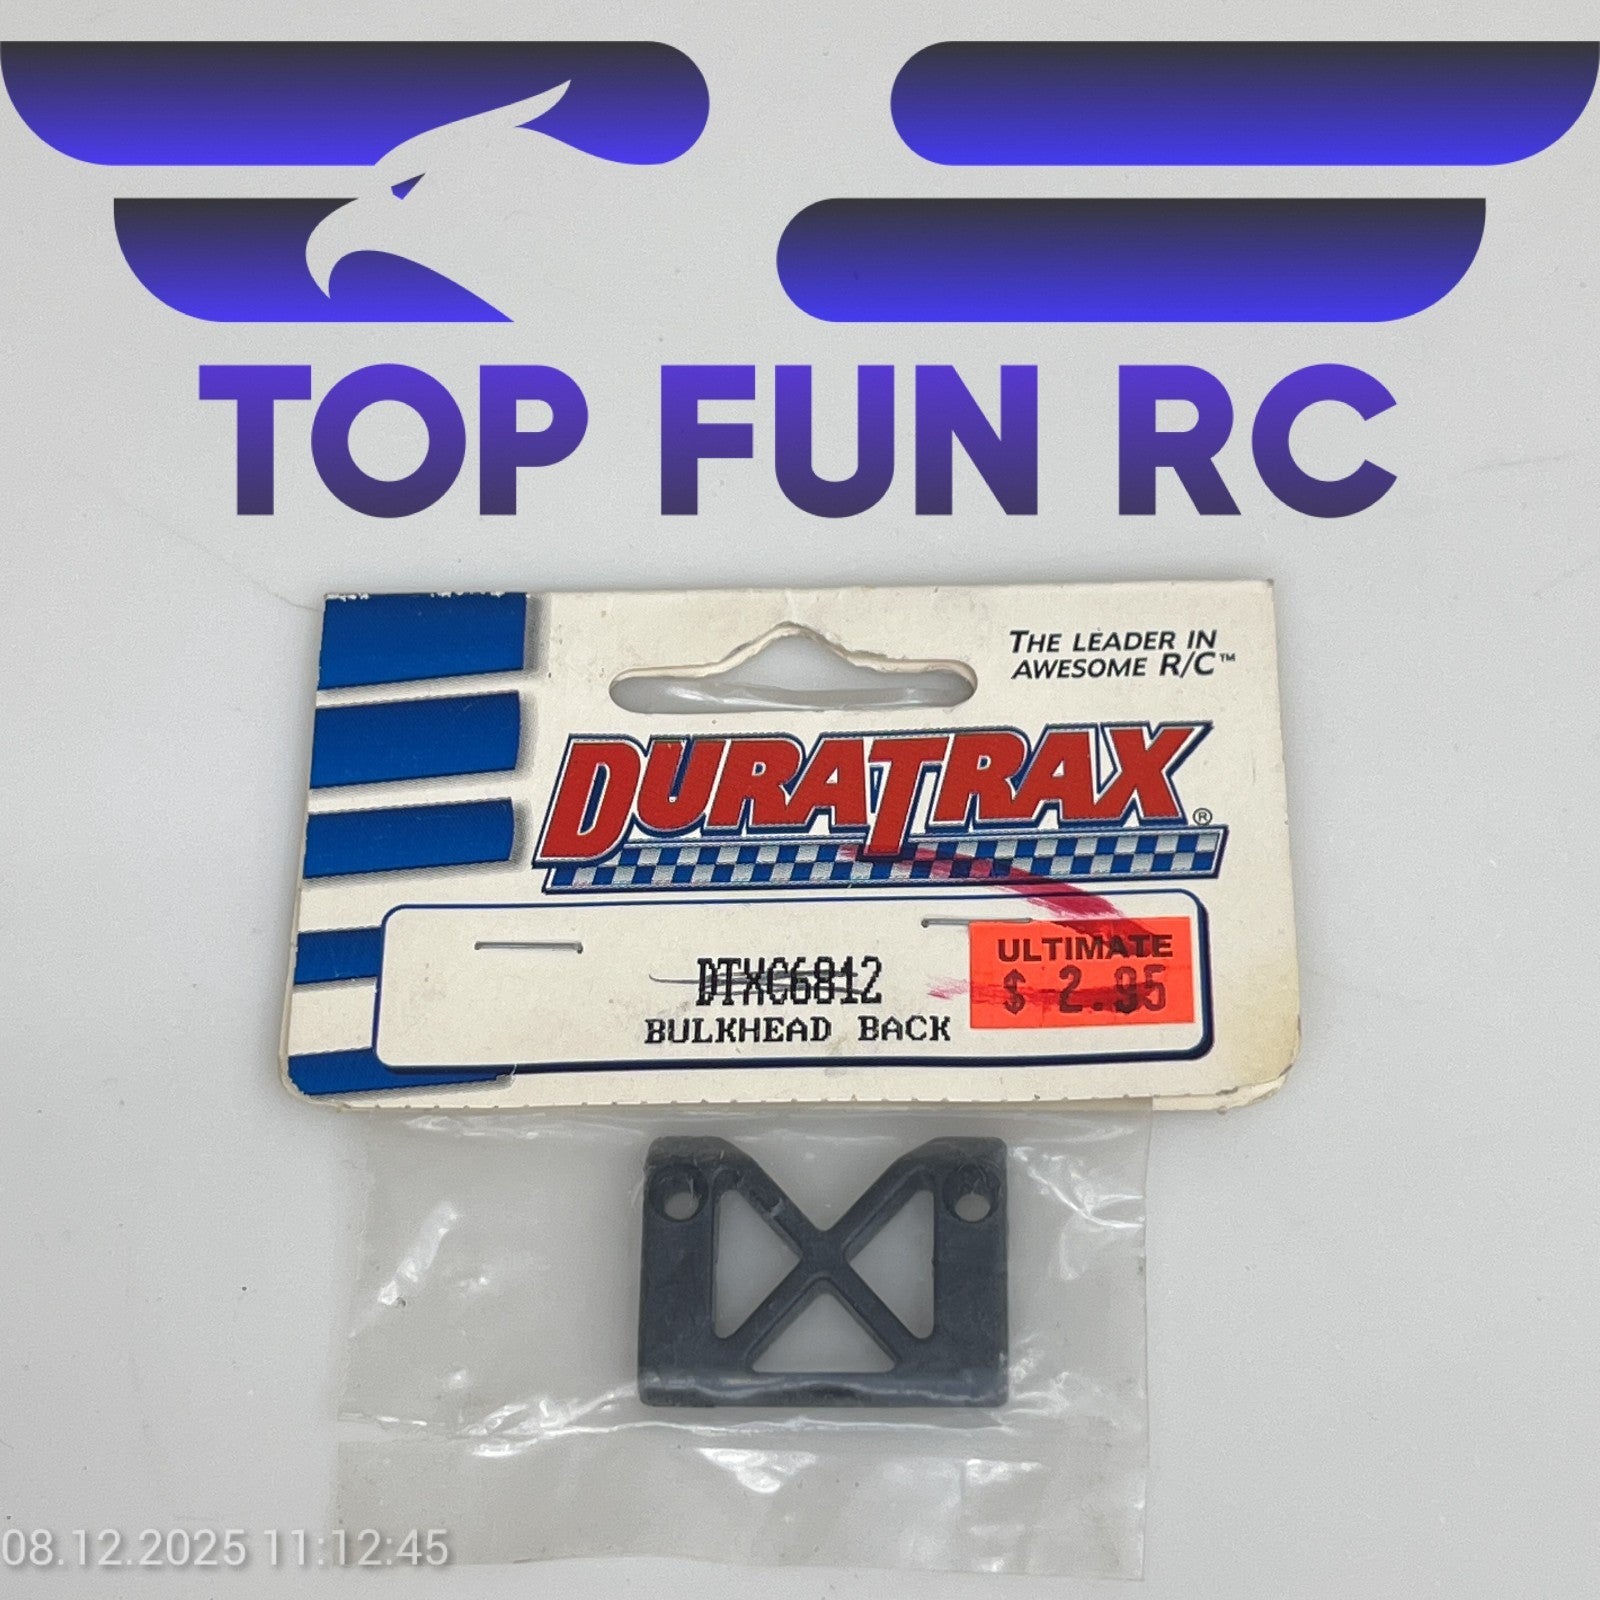 TOP FUN RC
THE LEADER IN
AWESOME R/C™
DURATRAX®
ULTIMATE
$ 2.95
DTXC6812
BULKHEAD BACK
08.12.2025 11:12:45